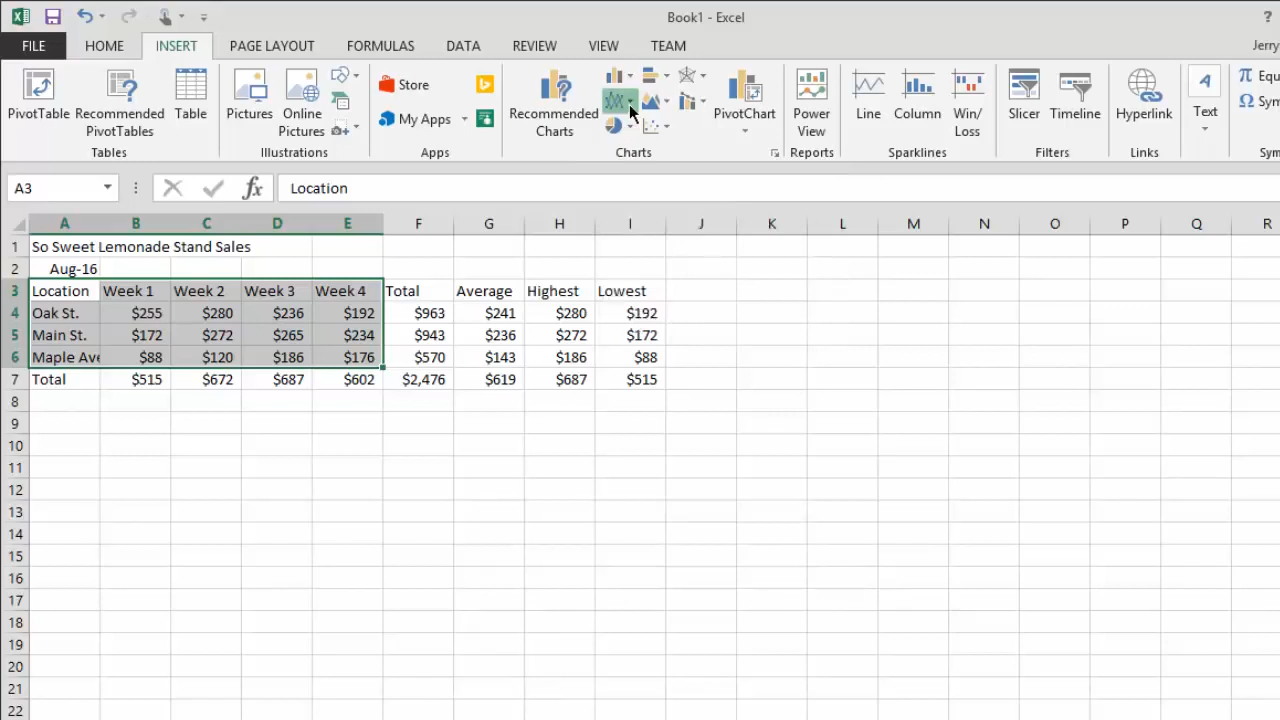 Book1 - Excel ?
FILE HOME INSERT PAGE LAYOUT FORMULAS DATA REVIEW VIEW TEAM Jerry
PivotTable Recommended PivotTables Table Pictures Online Pictures Store My Apps Recommended Charts PivotChart Power View Line Column Win/ Loss Slicer Timeline Hyperlink Text π Equ Ω Sym
Tables Illustrations Apps Charts Reports Sparklines Filters Links Sym
A3 fx Location
A B C D E F G H I J K L M N O P Q R
1 So Sweet Lemonade Stand Sales
2 Aug-16
3 Location Week 1 Week 2 Week 3 Week 4 Total Average Highest Lowest
4 Oak St. $255 $280 $236 $192 $963 $241 $280 $192
5 Main St. $172 $272 $265 $234 $943 $236 $272 $172
6 Maple Ave $88 $120 $186 $176 $570 $143 $186 $88
7 Total $515 $672 $687 $602 $2,476 $619 $687 $515
8
9
10
11
12
13
14
15
16
17
18
19
20
21
22